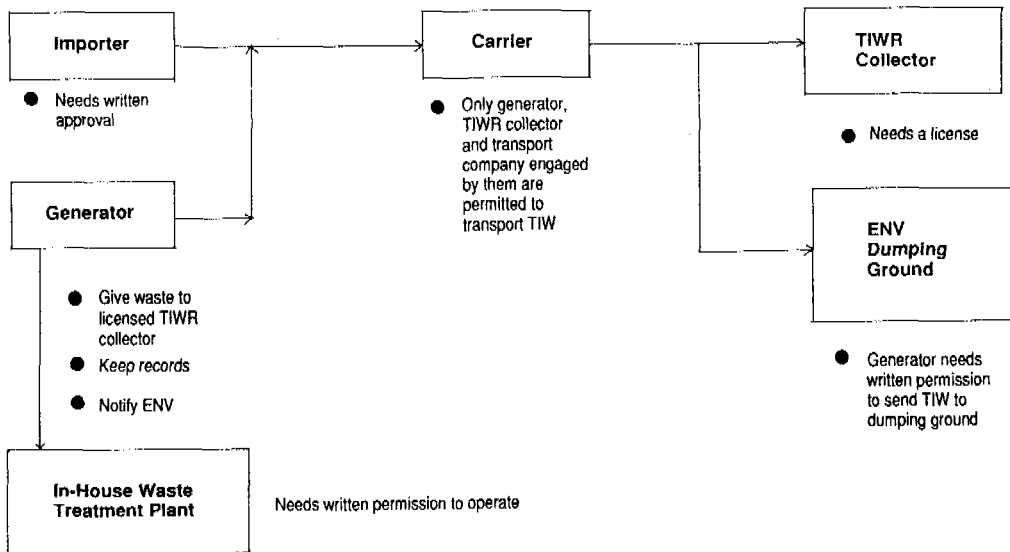 Importer
● Needs written
approval
Generator
● Give waste to
licensed TIWR
collector
● Keep records
● Notify ENV
In-House Waste
Treatment Plant
Needs written permission to operate
Carrier
● Only generator,
TIWR collector
and transport
company engaged
by them are
permitted to
transport TIW
TIWR
Collector
● Needs a license
ENV
Dumping
Ground
● Generator needs
written permission
to send TIW to
dumping ground